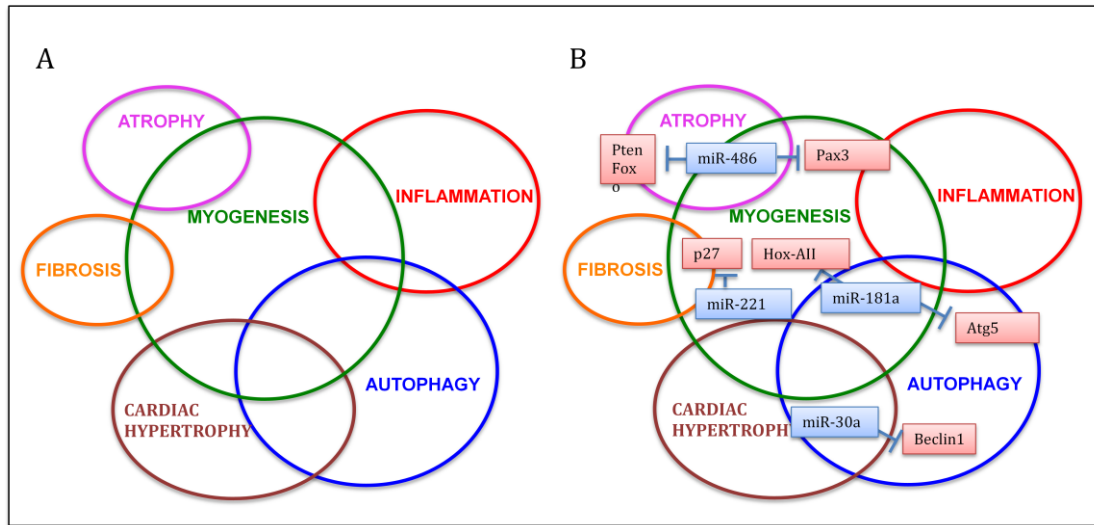 A
ATROPHY
INFLAMMATION
MYOGENESIS
FIBROSIS
AUTOPHAGY
CARDIAC
HYPERTROPHY
B
ATROPHY
Pten
Fox
o
miR-486
Pax3
INFLAMMATION
MYOGENESIS
p27
Hox-AII
FIBROSIS
miR-221
miR-181a
Atg5
AUTOPHAGY
CARDIAC
HYPERTROPH
miR-30a
Beclin1